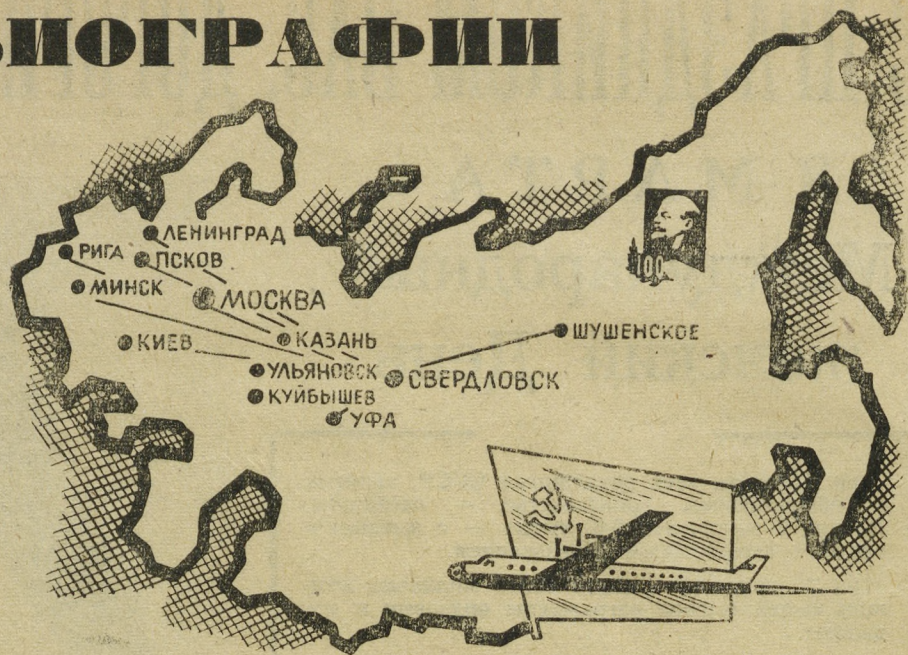 БИОГРАФИИ
ЛЕНИНГРАД
РИГА
ПСКОВ
МИНСК
МОСКВА
100
ШУШЕНСКОЕ
КИЕВ
КАЗАНЬ
УЛЬЯНОВСК
СВЕРДЛОВСК
КУЙБЫШЕВ
УФА